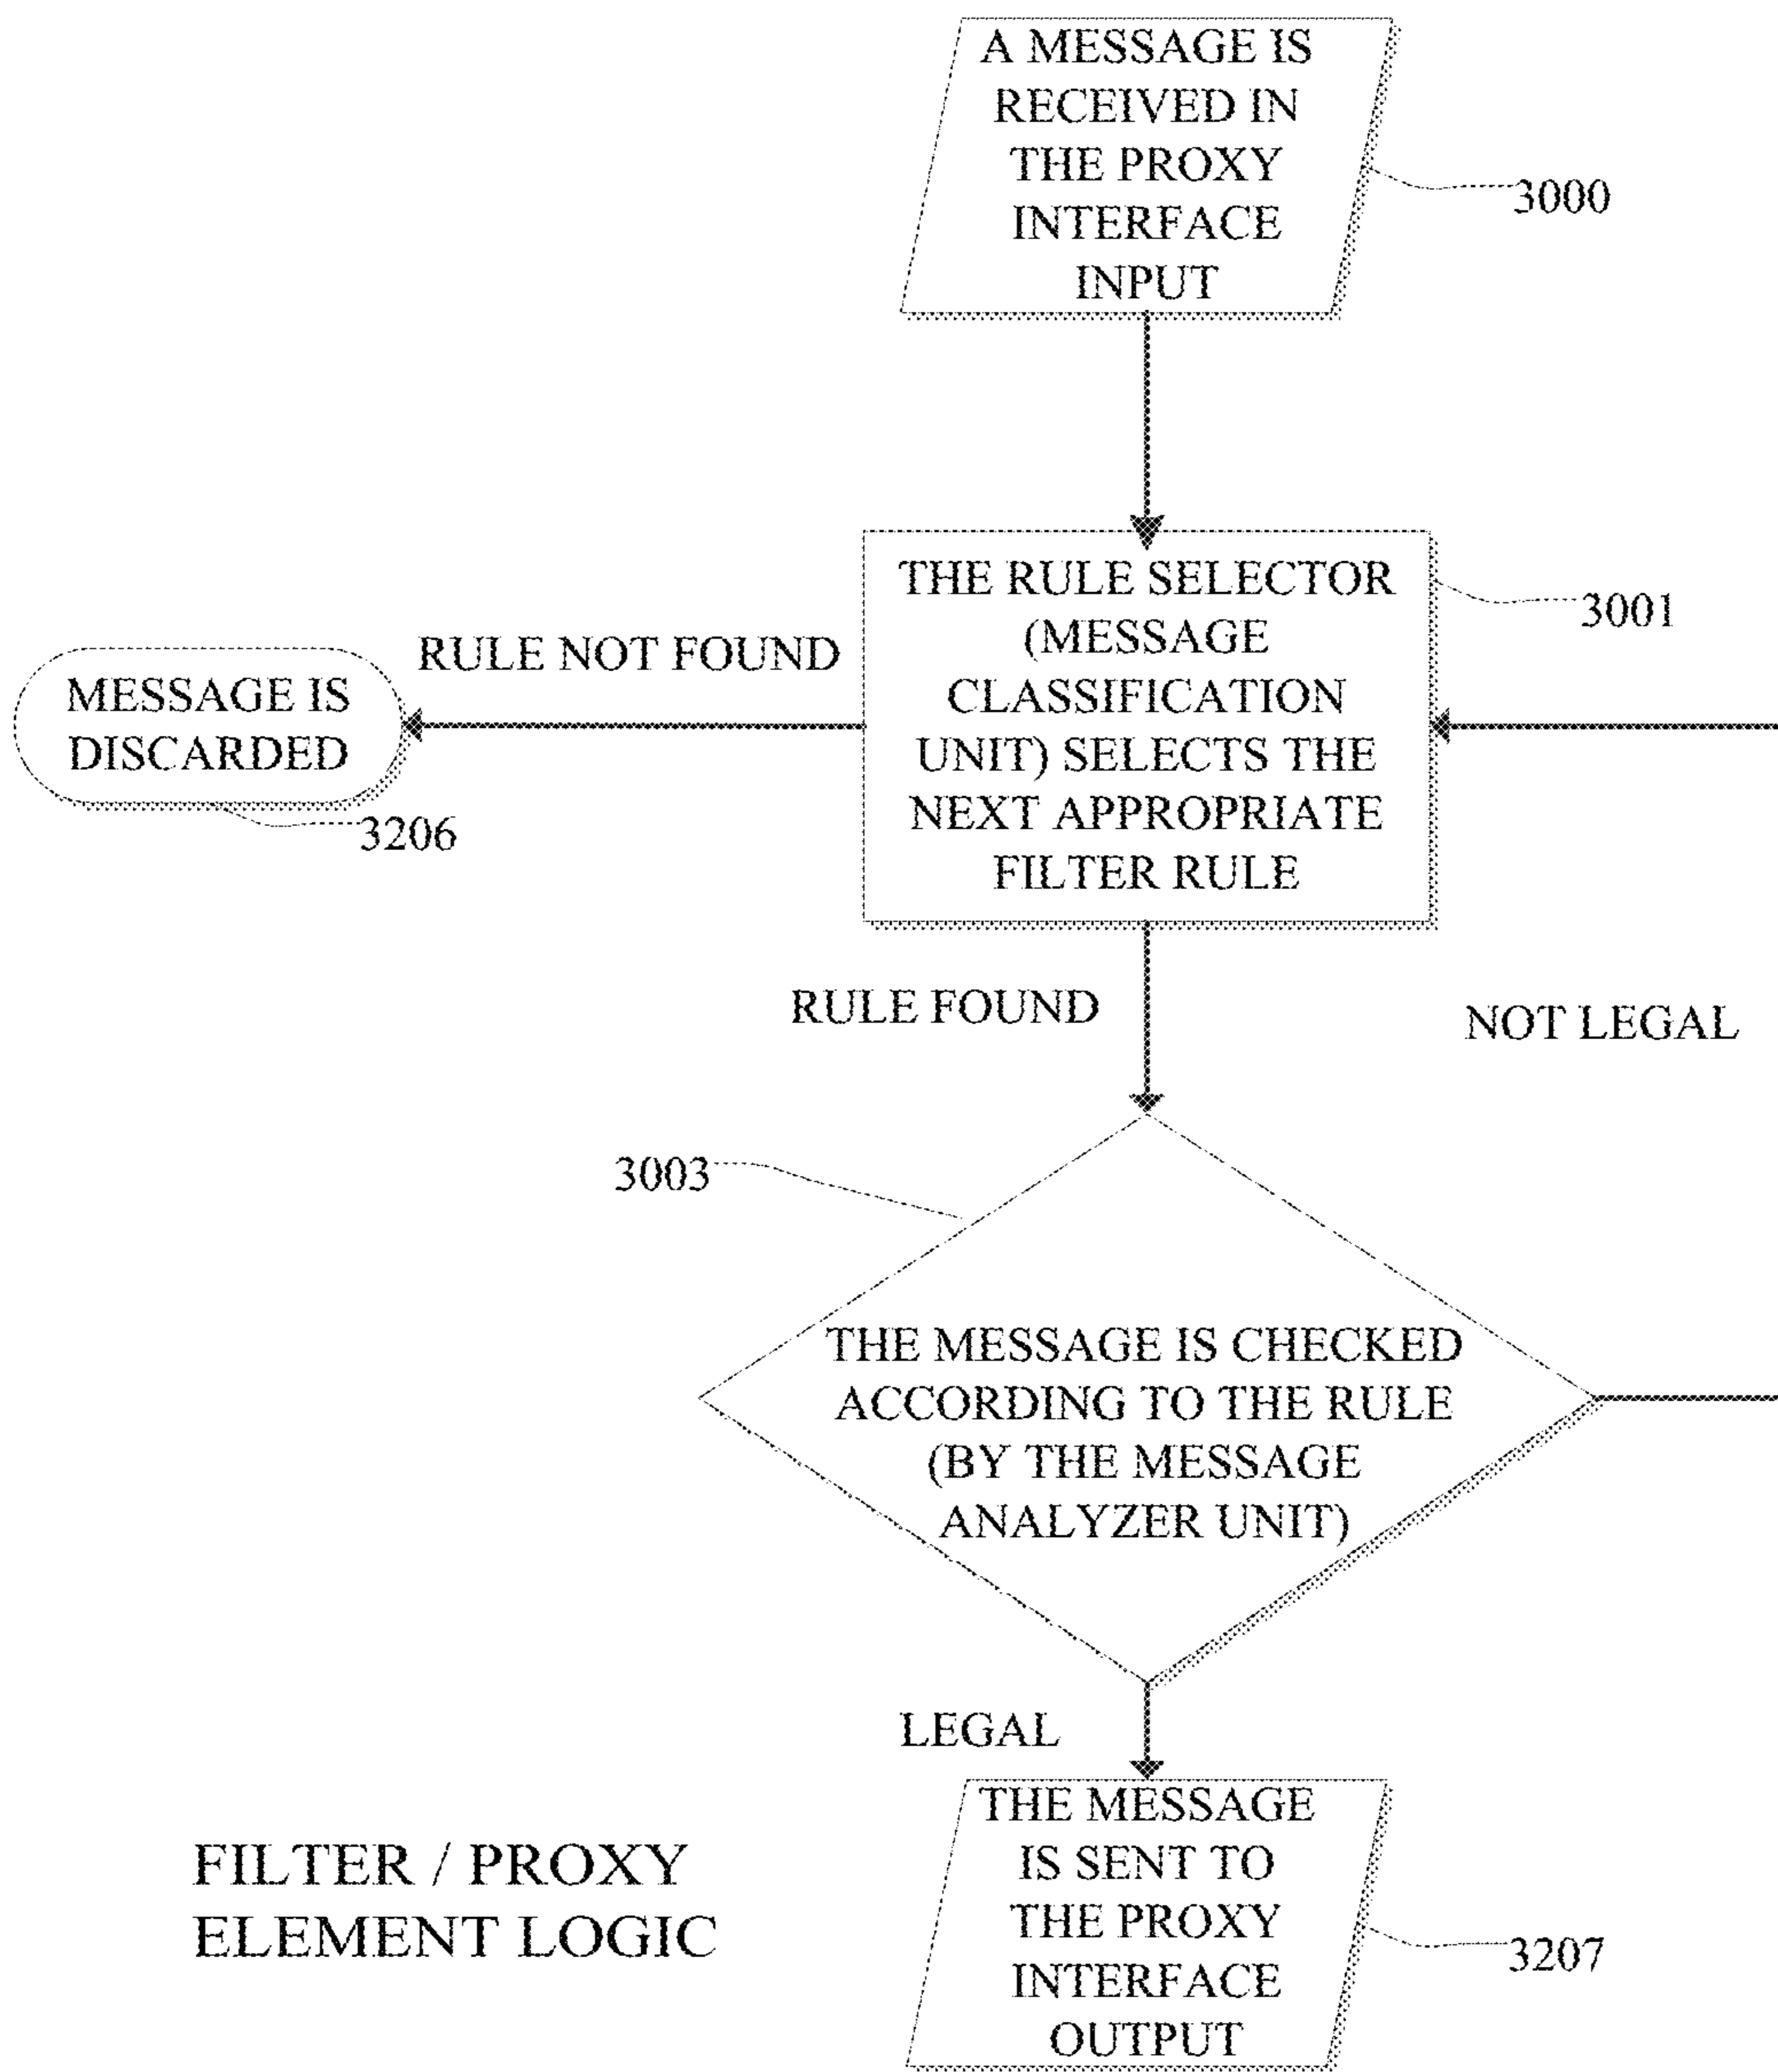 A MESSAGE IS
RECEIVED IN
THE PROXY
INTERFACE
INPUT
3000
THE RULE SELECTOR
(MESSAGE
CLASSIFICATION
UNIT) SELECTS THE
NEXT APPROPRIATE
FILTER RULE
3001
RULE NOT FOUND
MESSAGE IS
DISCARDED
3206
RULE FOUND
NOT LEGAL
3003
THE MESSAGE IS CHECKED
ACCORDING TO THE RULE
(BY THE MESSAGE
ANALYZER UNIT)
LEGAL
THE MESSAGE
IS SENT TO
THE PROXY
INTERFACE
OUTPUT
3207
FILTER / PROXY
ELEMENT LOGIC